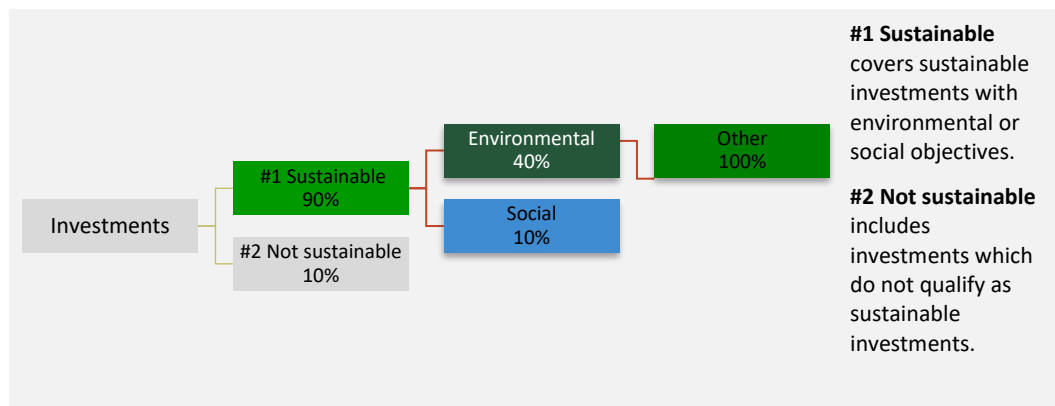 Investments
#1 Sustainable
90%
#2 Not sustainable
10%
Environmental
40%
Social
10%
Other
100%
#1 Sustainable
covers sustainable
investments with
environmental or
social objectives.
#2 Not sustainable
includes
investments which
do not qualify as
sustainable
investments.